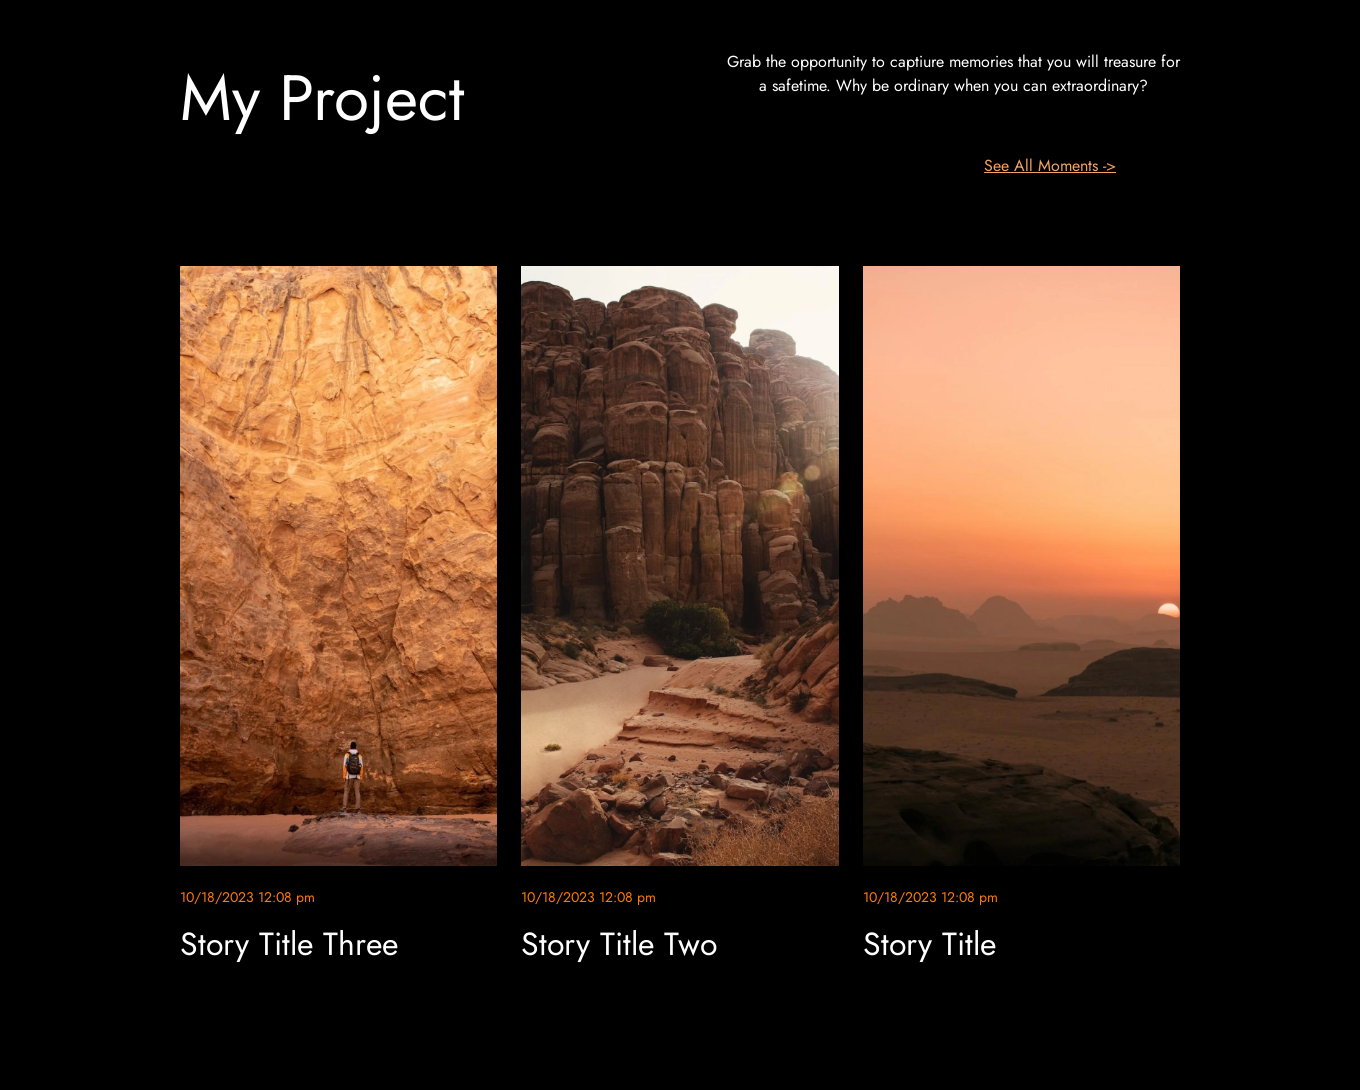 My Project
Grab the opportunity to captiure memories that you will treasure for
a safetime. Why be ordinary when you can extraordinary?
See All Moments ->
10/18/2023 12:08 pm
Story Title Three
10/18/2023 12:08 pm
Story Title Two
10/18/2023 12:08 pm
Story Title